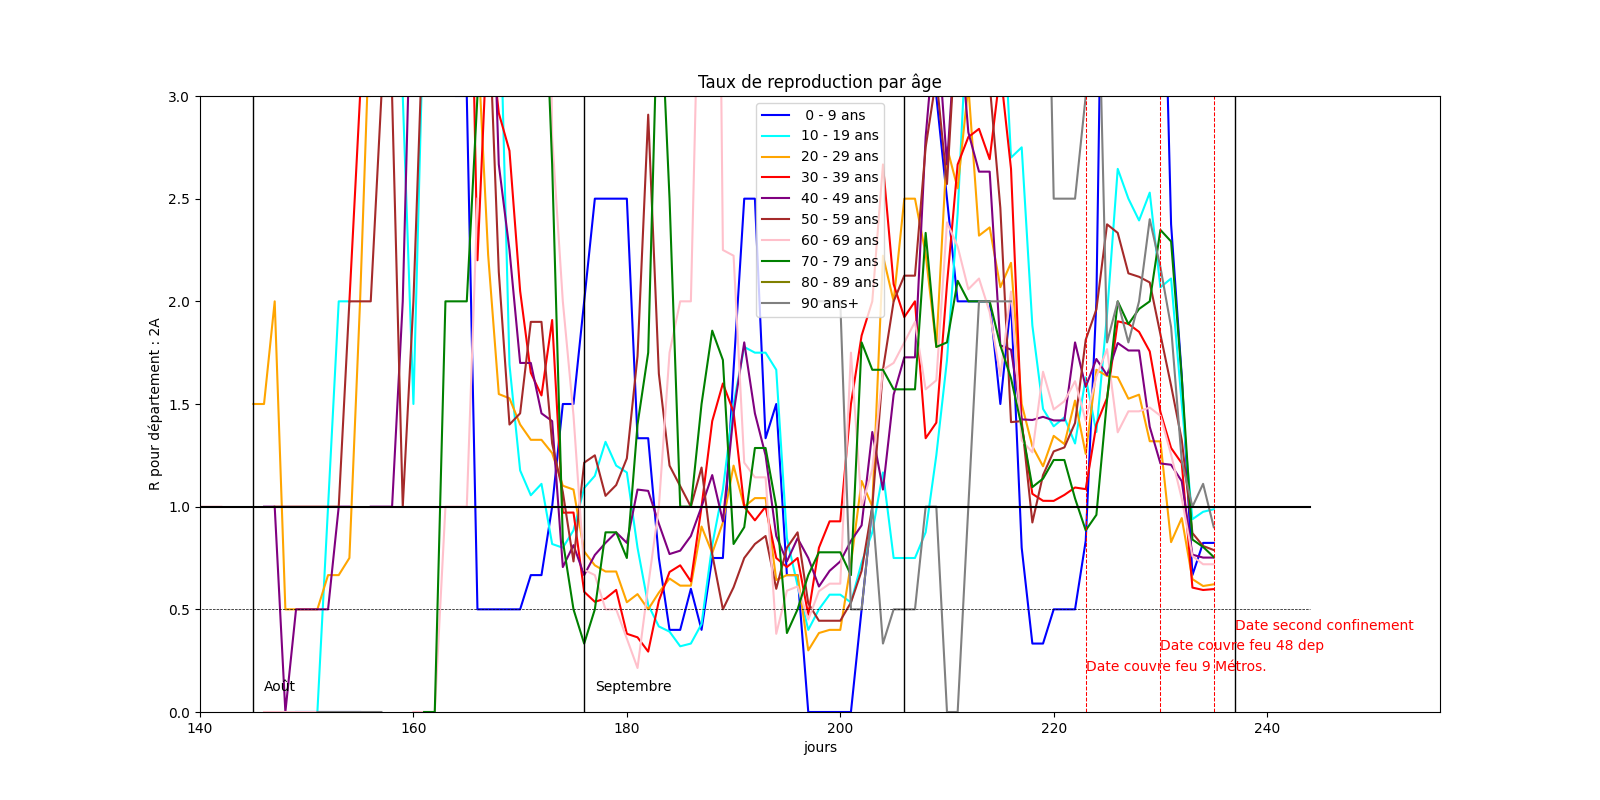 Taux de reproduction par âge
3.0
2.5
2.0
1.5
1.0
0.5
0.0
R pour département : 2A
0 - 9 ans
10 - 19 ans
20 - 29 ans
30 - 39 ans
40 - 49 ans
50 - 59 ans
60 - 69 ans
70 - 79 ans
80 - 89 ans
90 ans+
Date second confinement
Date couvre feu 48 dep
Date couvre feu 9 Métros.
Août
Septembre
140
160
180
200
220
240
jours